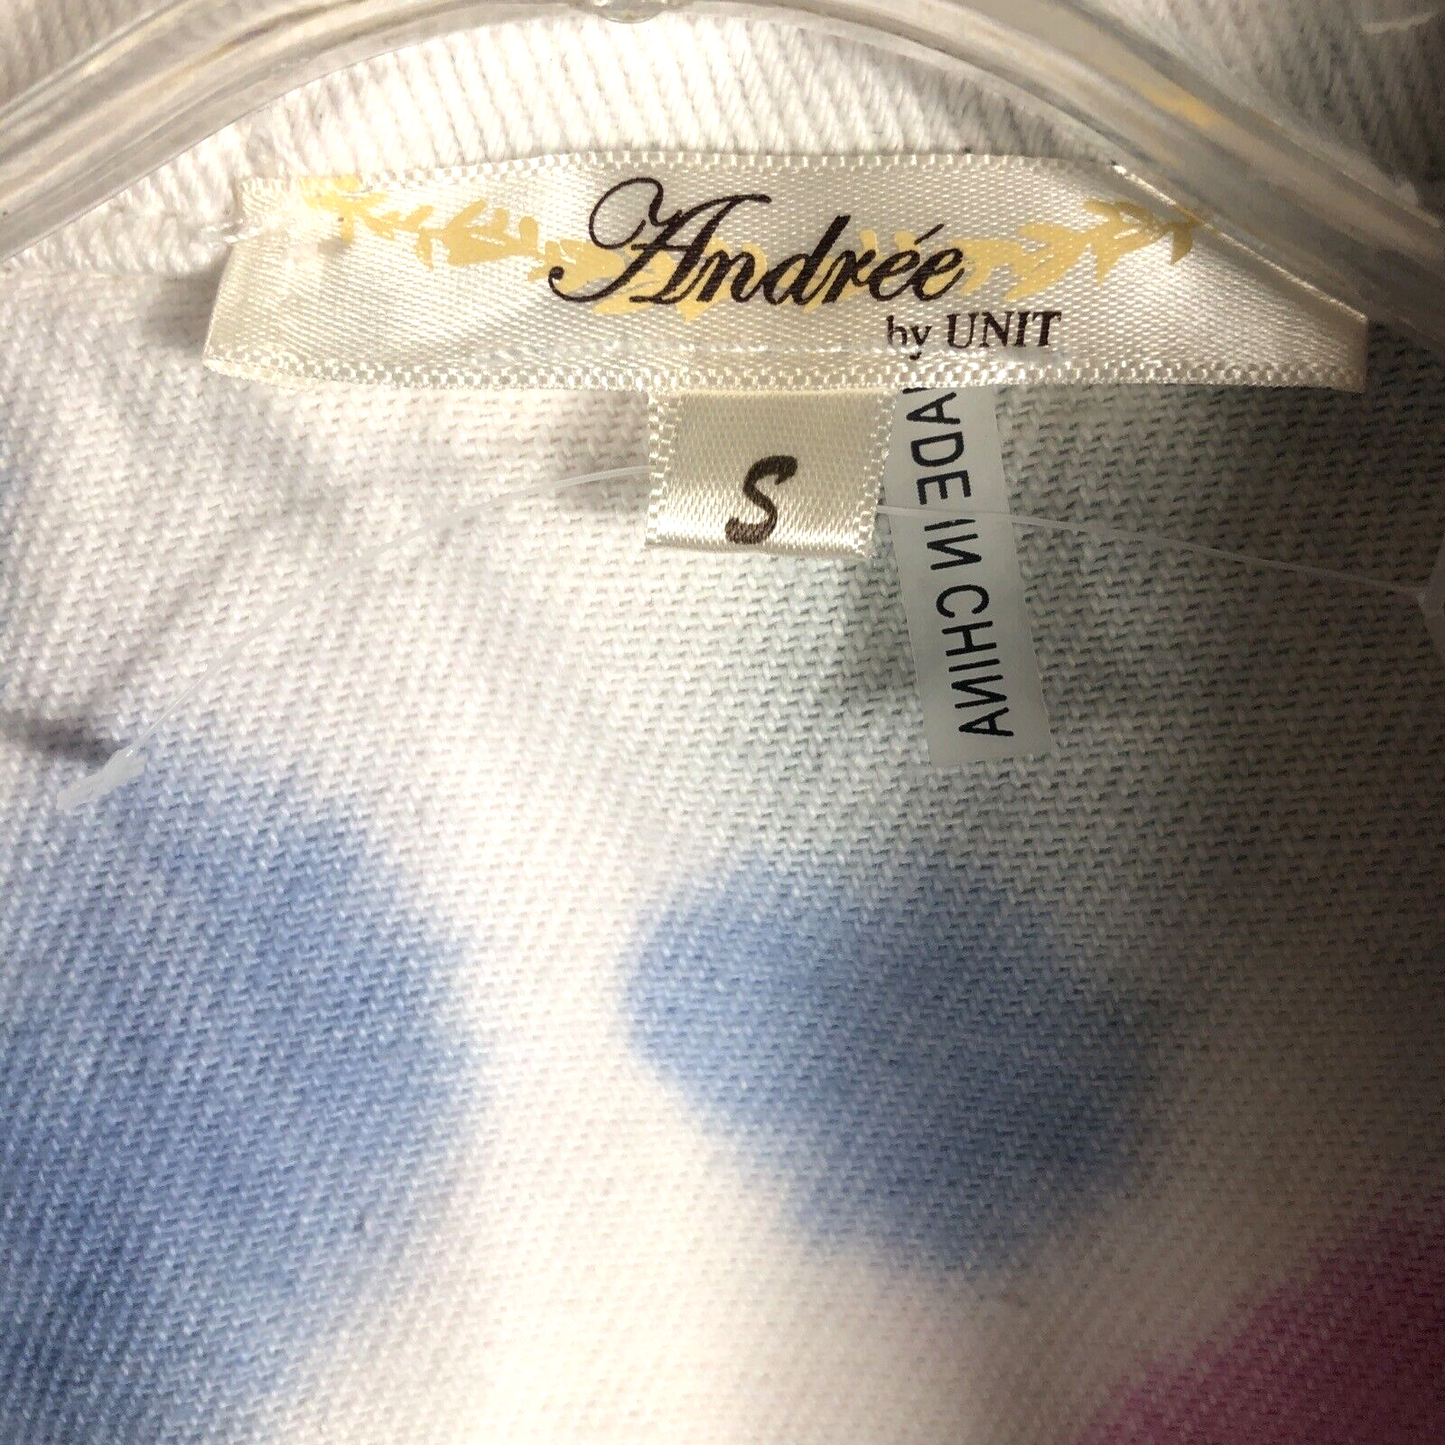 Andrée
by UNIT
S
MADE IN CHINA